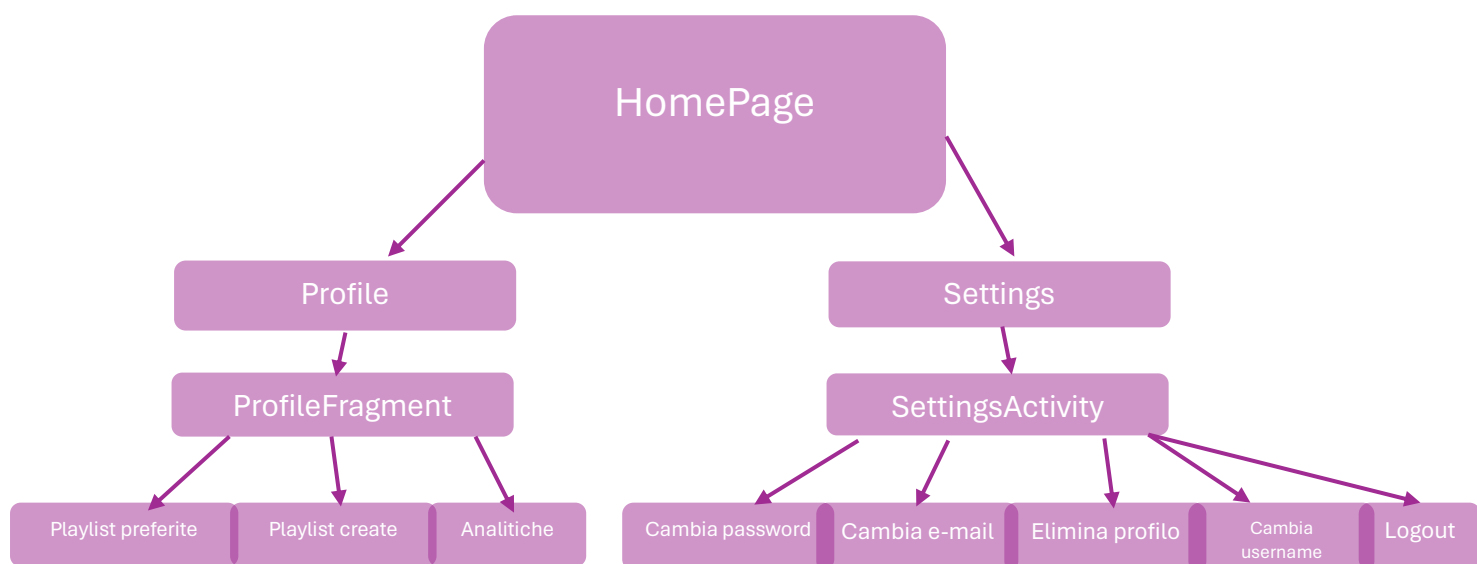 HomePage
Profile
Settings
ProfileFragment
SettingsActivity
Playlist preferite
Playlist create
Analitiche
Cambia password
Cambia e-mail
Elimina profilo
Cambia
username
Logout